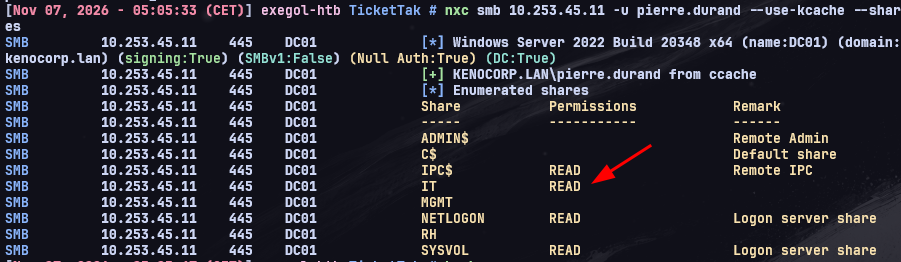 [Nov 07, 2026 - 05:05:33 (CET)] exegol-htb TicketTak # nxc smb 10.253.45.11 -u pierre.durand --use-kcache --shar
es
SMB 10.253.45.11 445 DC01 [*] Windows Server 2022 Build 20348 x64 (name:DC01) (domain:
kenocorp.lan) (signing:True) (SMBv1:False) (Null Auth:True) (DC:True)
SMB 10.253.45.11 445 DC01 [+] KENOCORP.LAN\pierre.durand from ccache
SMB 10.253.45.11 445 DC01 [*] Enumerated shares
SMB 10.253.45.11 445 DC01 Share Permissions Remark
SMB 10.253.45.11 445 DC01 ----- ----------- ------
SMB 10.253.45.11 445 DC01 ADMIN$ Remote Admin
SMB 10.253.45.11 445 DC01 C$ Default share
SMB 10.253.45.11 445 DC01 IPC$ READ Remote IPC
SMB 10.253.45.11 445 DC01 IT READ
SMB 10.253.45.11 445 DC01 MGMT
SMB 10.253.45.11 445 DC01 NETLOGON READ Logon server share
SMB 10.253.45.11 445 DC01 RH
SMB 10.253.45.11 445 DC01 SYSVOL READ Logon server share